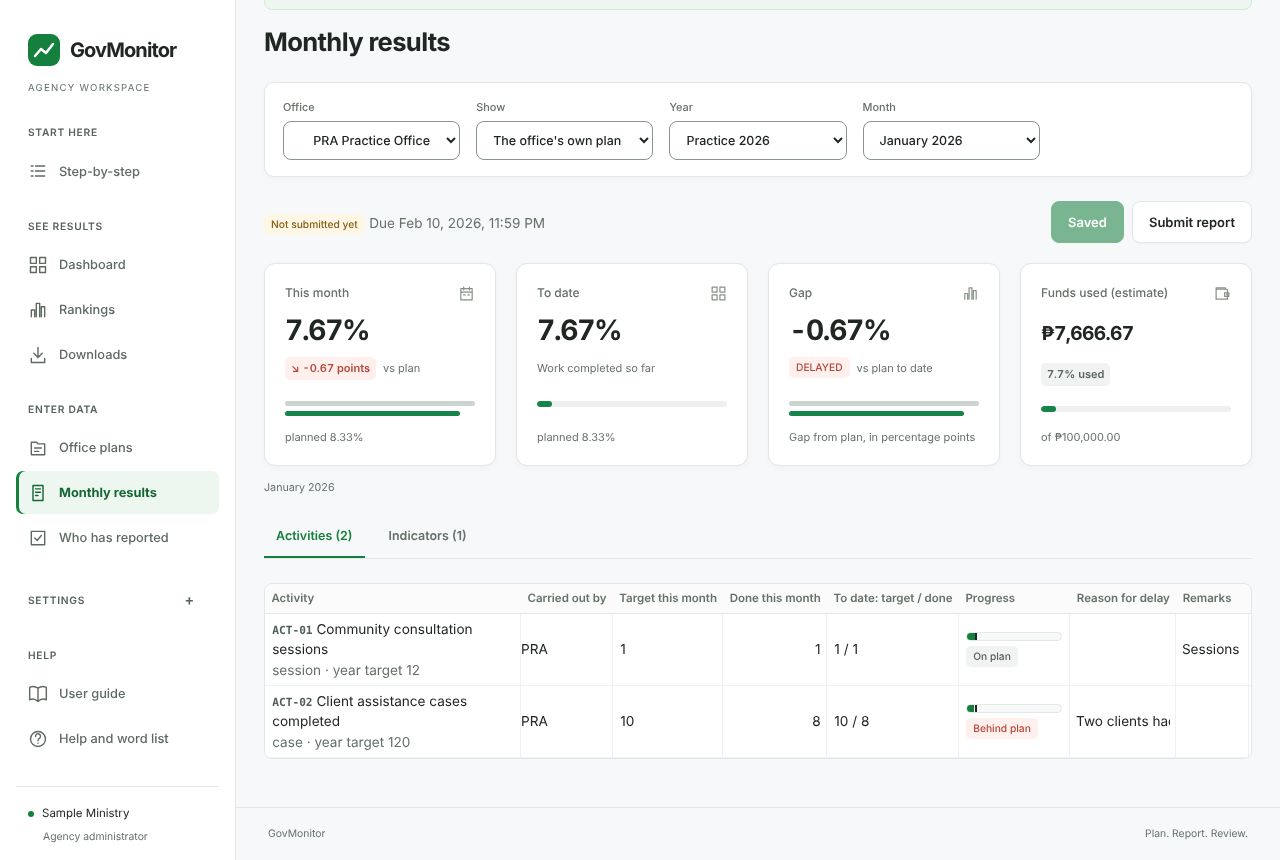 GovMonitor
AGENCY WORKSPACE
START HERE
Step-by-step
SEE RESULTS
Dashboard
Rankings
Downloads
ENTER DATA
Office plans
Monthly results
Who has reported
SETTINGS +
HELP
User guide
Help and word list
Sample Ministry
Agency administrator
Monthly results
Office Show Year Month
PRA Practice Office The office's own plan Practice 2026 January 2026
Not submitted yet Due Feb 10, 2026, 11:59 PM Saved Submit report
This month
7.67%
↘ -0.67 points vs plan
planned 8.33%
To date
7.67%
Work completed so far
planned 8.33%
Gap
-0.67%
DELAYED vs plan to date
Gap from plan, in percentage points
Funds used (estimate)
₱7,666.67
7.7% used
of ₱100,000.00
January 2026
Activities (2) Indicators (1)
Activity Carried out by Target this month Done this month To date: target / done Progress Reason for delay Remarks
ACT-01 Community consultation
sessions PRA 1 1 1 / 1 On plan Sessions
session · year target 12
ACT-02 Client assistance cases
completed PRA 10 8 10 / 8 Behind plan Two clients
case · year target 120
GovMonitor Plan. Report. Review.